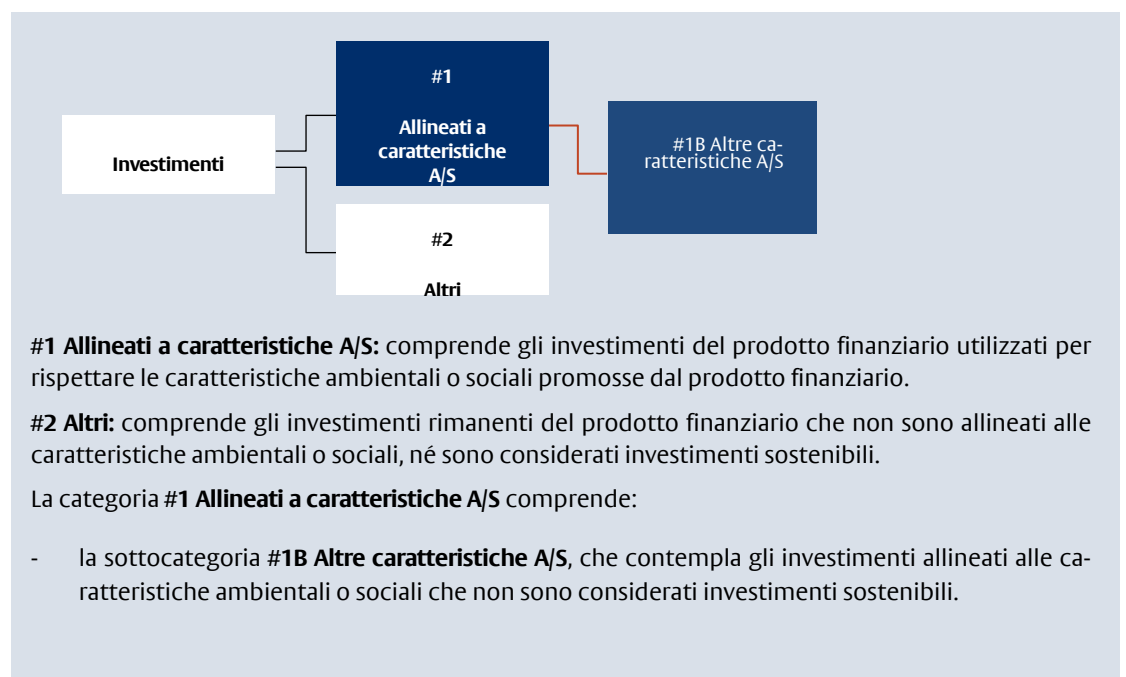 #1
Allineati a
caratteristiche
A/S
Investimenti
#1B Altre ca-
ratteristiche A/S
#2
Altri
#1 Allineati a caratteristiche A/S: comprende gli investimenti del prodotto finanziario utilizzati per
rispettare le caratteristiche ambientali o sociali promosse dal prodotto finanziario.
#2 Altri: comprende gli investimenti rimanenti del prodotto finanziario che non sono allineati alle
caratteristiche ambientali o sociali, né sono considerati investimenti sostenibili.
La categoria #1 Allineati a caratteristiche A/S comprende:
- la sottocategoria #1B Altre caratteristiche A/S, che contempla gli investimenti allineati alle ca-
ratteristiche ambientali o sociali che non sono considerati investimenti sostenibili.